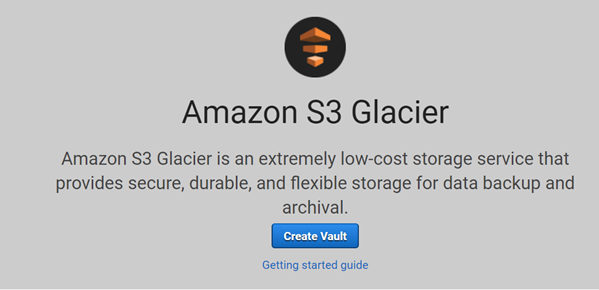 Amazon S3 Glacier
Amazon S3 Glacier is an extremely low-cost storage service that
provides secure, durable, and flexible storage for data backup and
archival.
Create Vault
Getting started guide